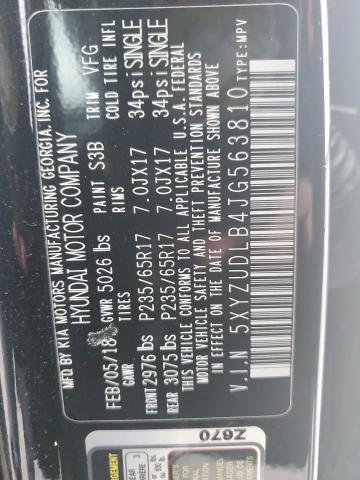 MFD. BY KIA MOTORS MANUFACTURING GEORGIA, INC. FOR
HYUNDAI MOTOR COMPANY
FEB/05/18 PAINT S3B TRIM VFG
GVWR 5026 lbs
GAWR TIRES RIMS COLD TIRE INFL
FRONT 2976 lbs P235/65R17 7.0JX17 34psi SINGLE
REAR 3075 lbs P235/65R17 7.0JX17 34psi SINGLE
THIS VEHICLE CONFORMS TO ALL APPLICABLE U.S.A. FEDERAL
MOTOR VEHICLE SAFETY, BUMPER, AND THEFT PREVENTION STANDARDS
IN EFFECT ON THE DATE OF MANUFACTURE SHOWN ABOVE.
V.I.N 5XYZUDLB4JG563810 TYPE:MPV
Z670